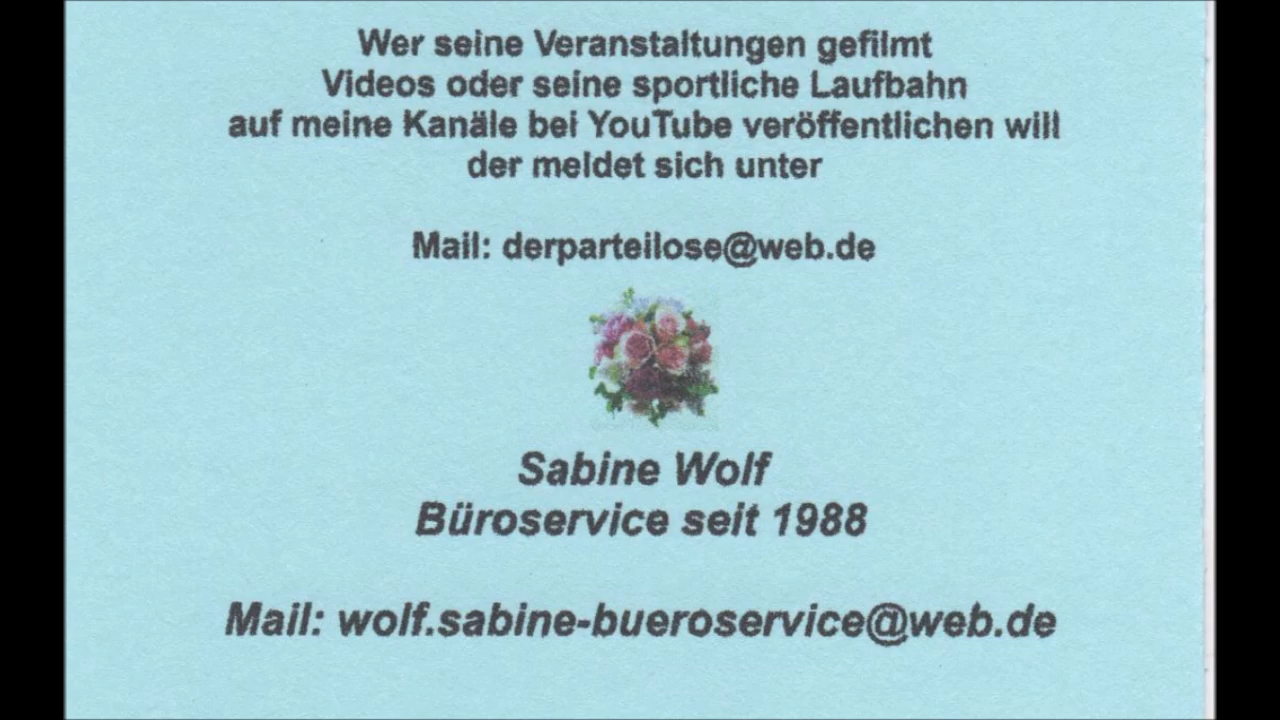 Wer seine Veranstaltungen gefilmt
Videos oder seine sportliche Laufbahn
auf meine Kanäle bei YouTube veröffentlichen will
der meldet sich unter
Mail: derparteilose@web.de
Sabine Wolf
Büroservice seit 1988
Mail: wolf.sabine-bueroservice@web.de